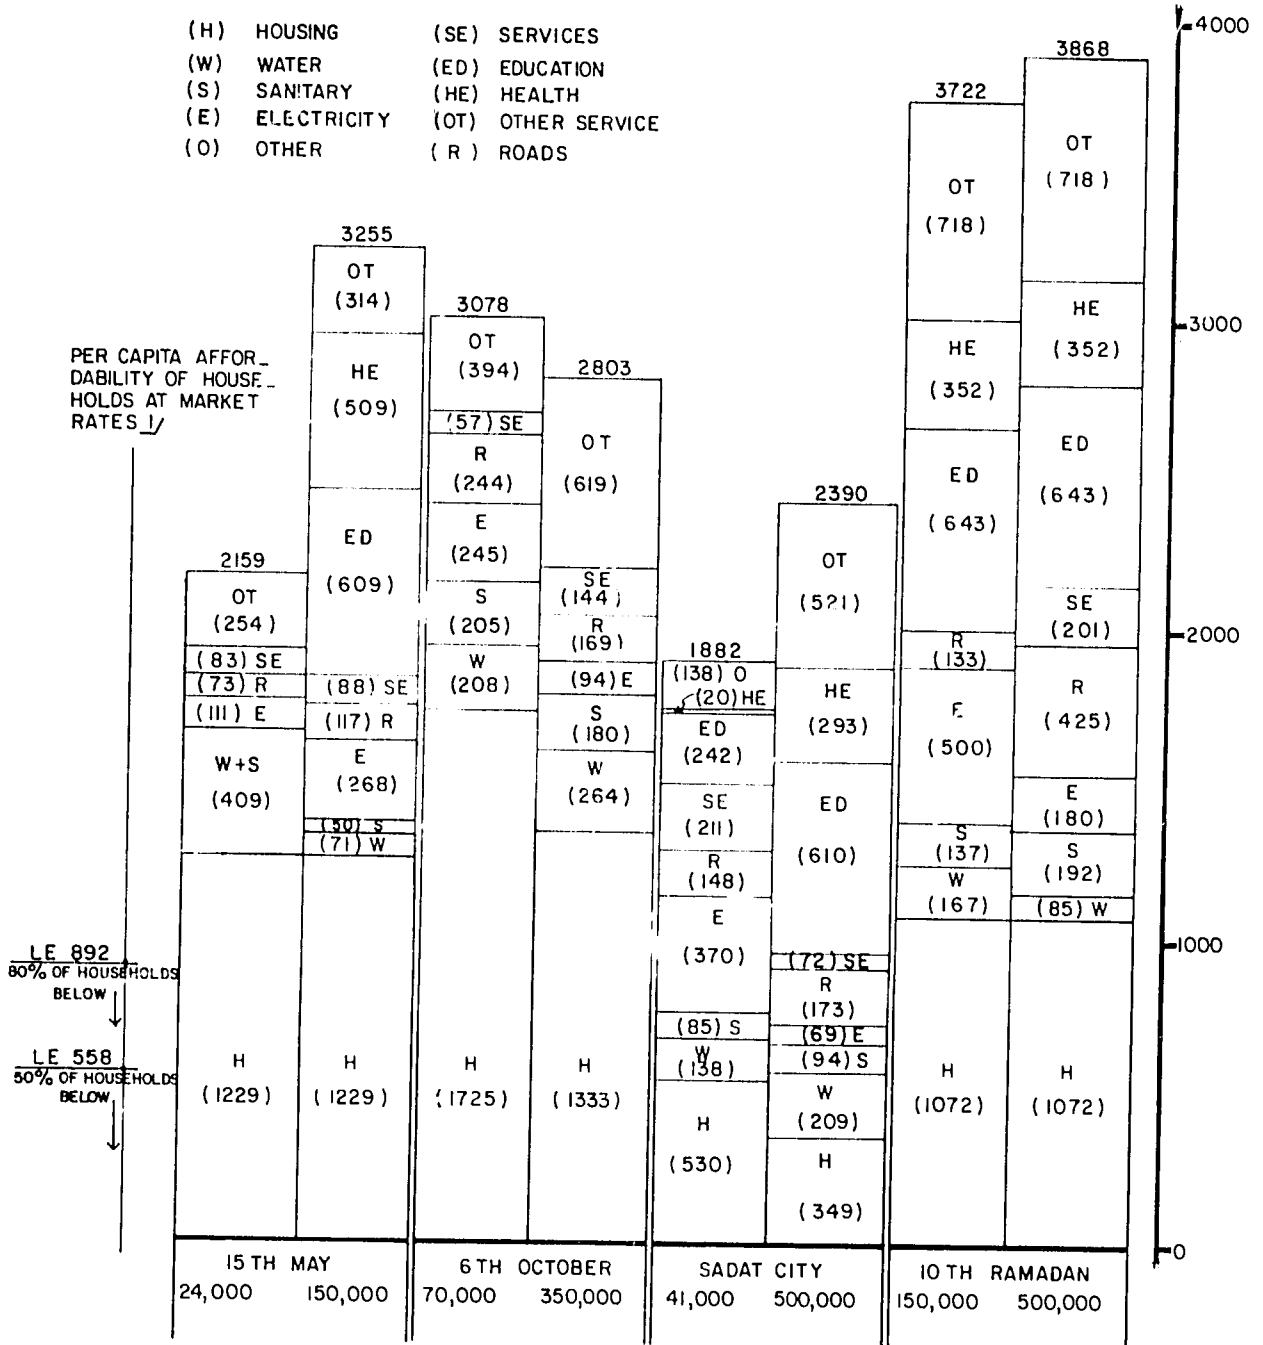 (H) HOUSING (SE) SERVICES
(W) WATER (ED) EDUCATION
(S) SANITARY (HE) HEALTH
(E) ELECTRICITY (OT) OTHER SERVICE
(O) OTHER (R) ROADS
PER CAPITA AFFOR_
DABILITY OF HOUSE_
HOLDS AT MARKET
RATES 1/
LE 892
80% OF HOUSEHOLDS
BELOW
LE 558
50% OF HOUSEHOLDS
BELOW
2159
OT
(254)
(83) SE
(73) R
(111) E
W+S
(409)
H
(1229)
3255
OT
(314)
HE
(509)
ED
(609)
(88) SE
(117) R
E
(268)
(50) S
(71) W
H
(1229)
3078
OT
(394)
(57) SE
R
(244)
E
(245)
S
(205)
W
(208)
H
(1725)
2803
OT
(619)
SE
(144)
R
(169)
(94) E
S
(180)
W
(264)
H
(1333)
1882
(138) O
(20) HE
ED
(242)
SE
(211)
R
(148)
E
(370)
(85) S
W
(138)
H
(530)
2390
OT
(521)
HE
(293)
ED
(610)
(72) SE
R
(173)
(69) E
(94) S
W
(209)
H
(349)
3722
OT
(718)
HE
(352)
ED
(643)
R
(133)
E
(500)
S
(137)
W
(167)
H
(1072)
3868
OT
(718)
HE
(352)
ED
(643)
SE
(201)
R
(425)
E
(180)
S
(192)
(85) W
H
(1072)
4000
3000
2000
1000
0
15 TH MAY
24,000 150,000
6 TH OCTOBER
70,000 350,000
SADAT CITY
41,000 500,000
10 TH RAMADAN
150,000 500,000